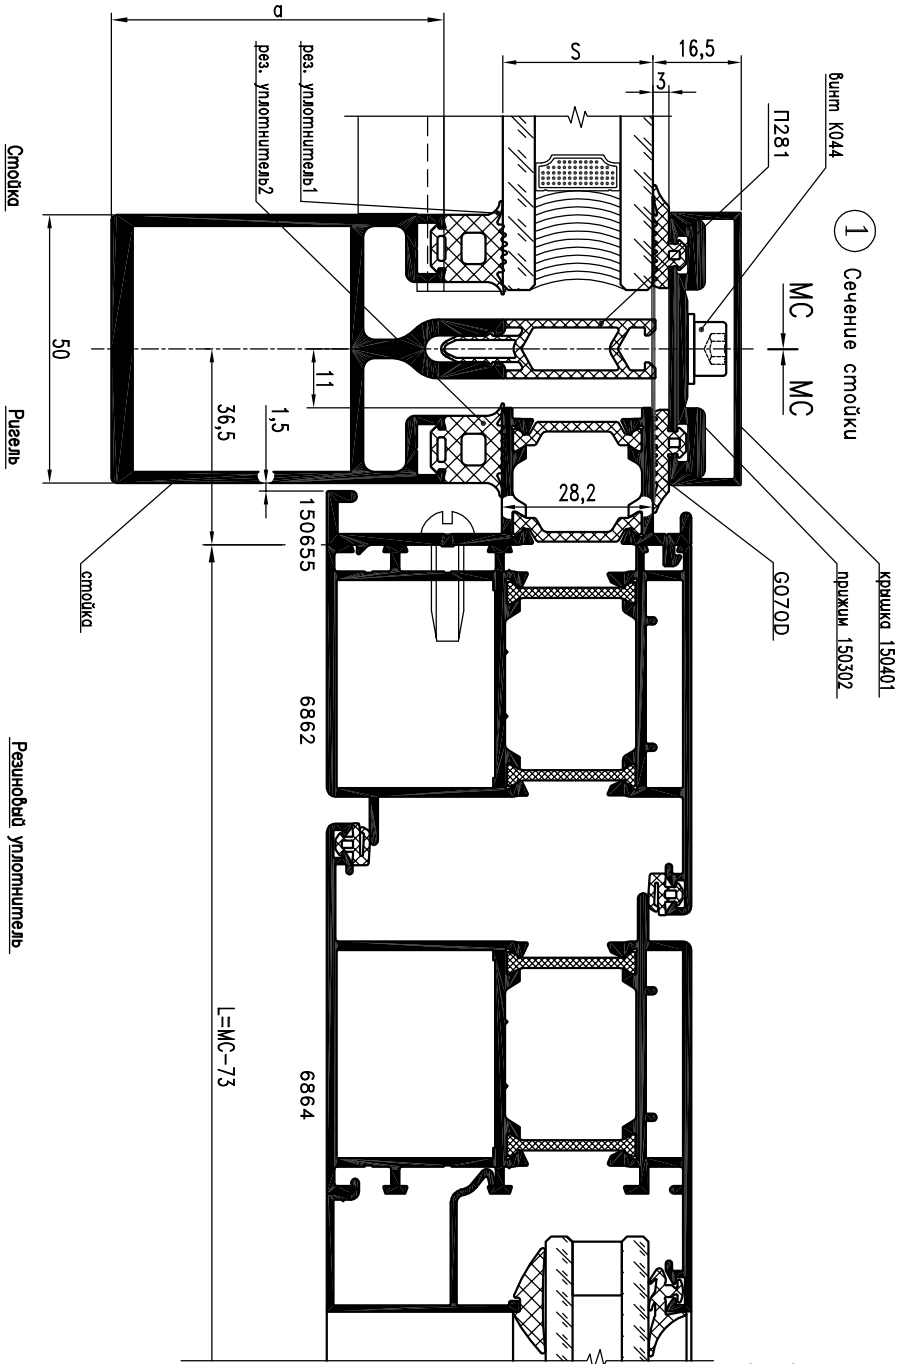 1 Сечение стойки
МС
МС
винт К044
П281
крышка 150401
прижим 150302
G070D
16,5
3
S
28,2
a
рез. уплотнитель1
рез. уплотнитель2
11
36,5
50
1,5
стойка
150655
6862
6864
L=МС-73
Стойка
Ригель
Резиновый уплотнитель